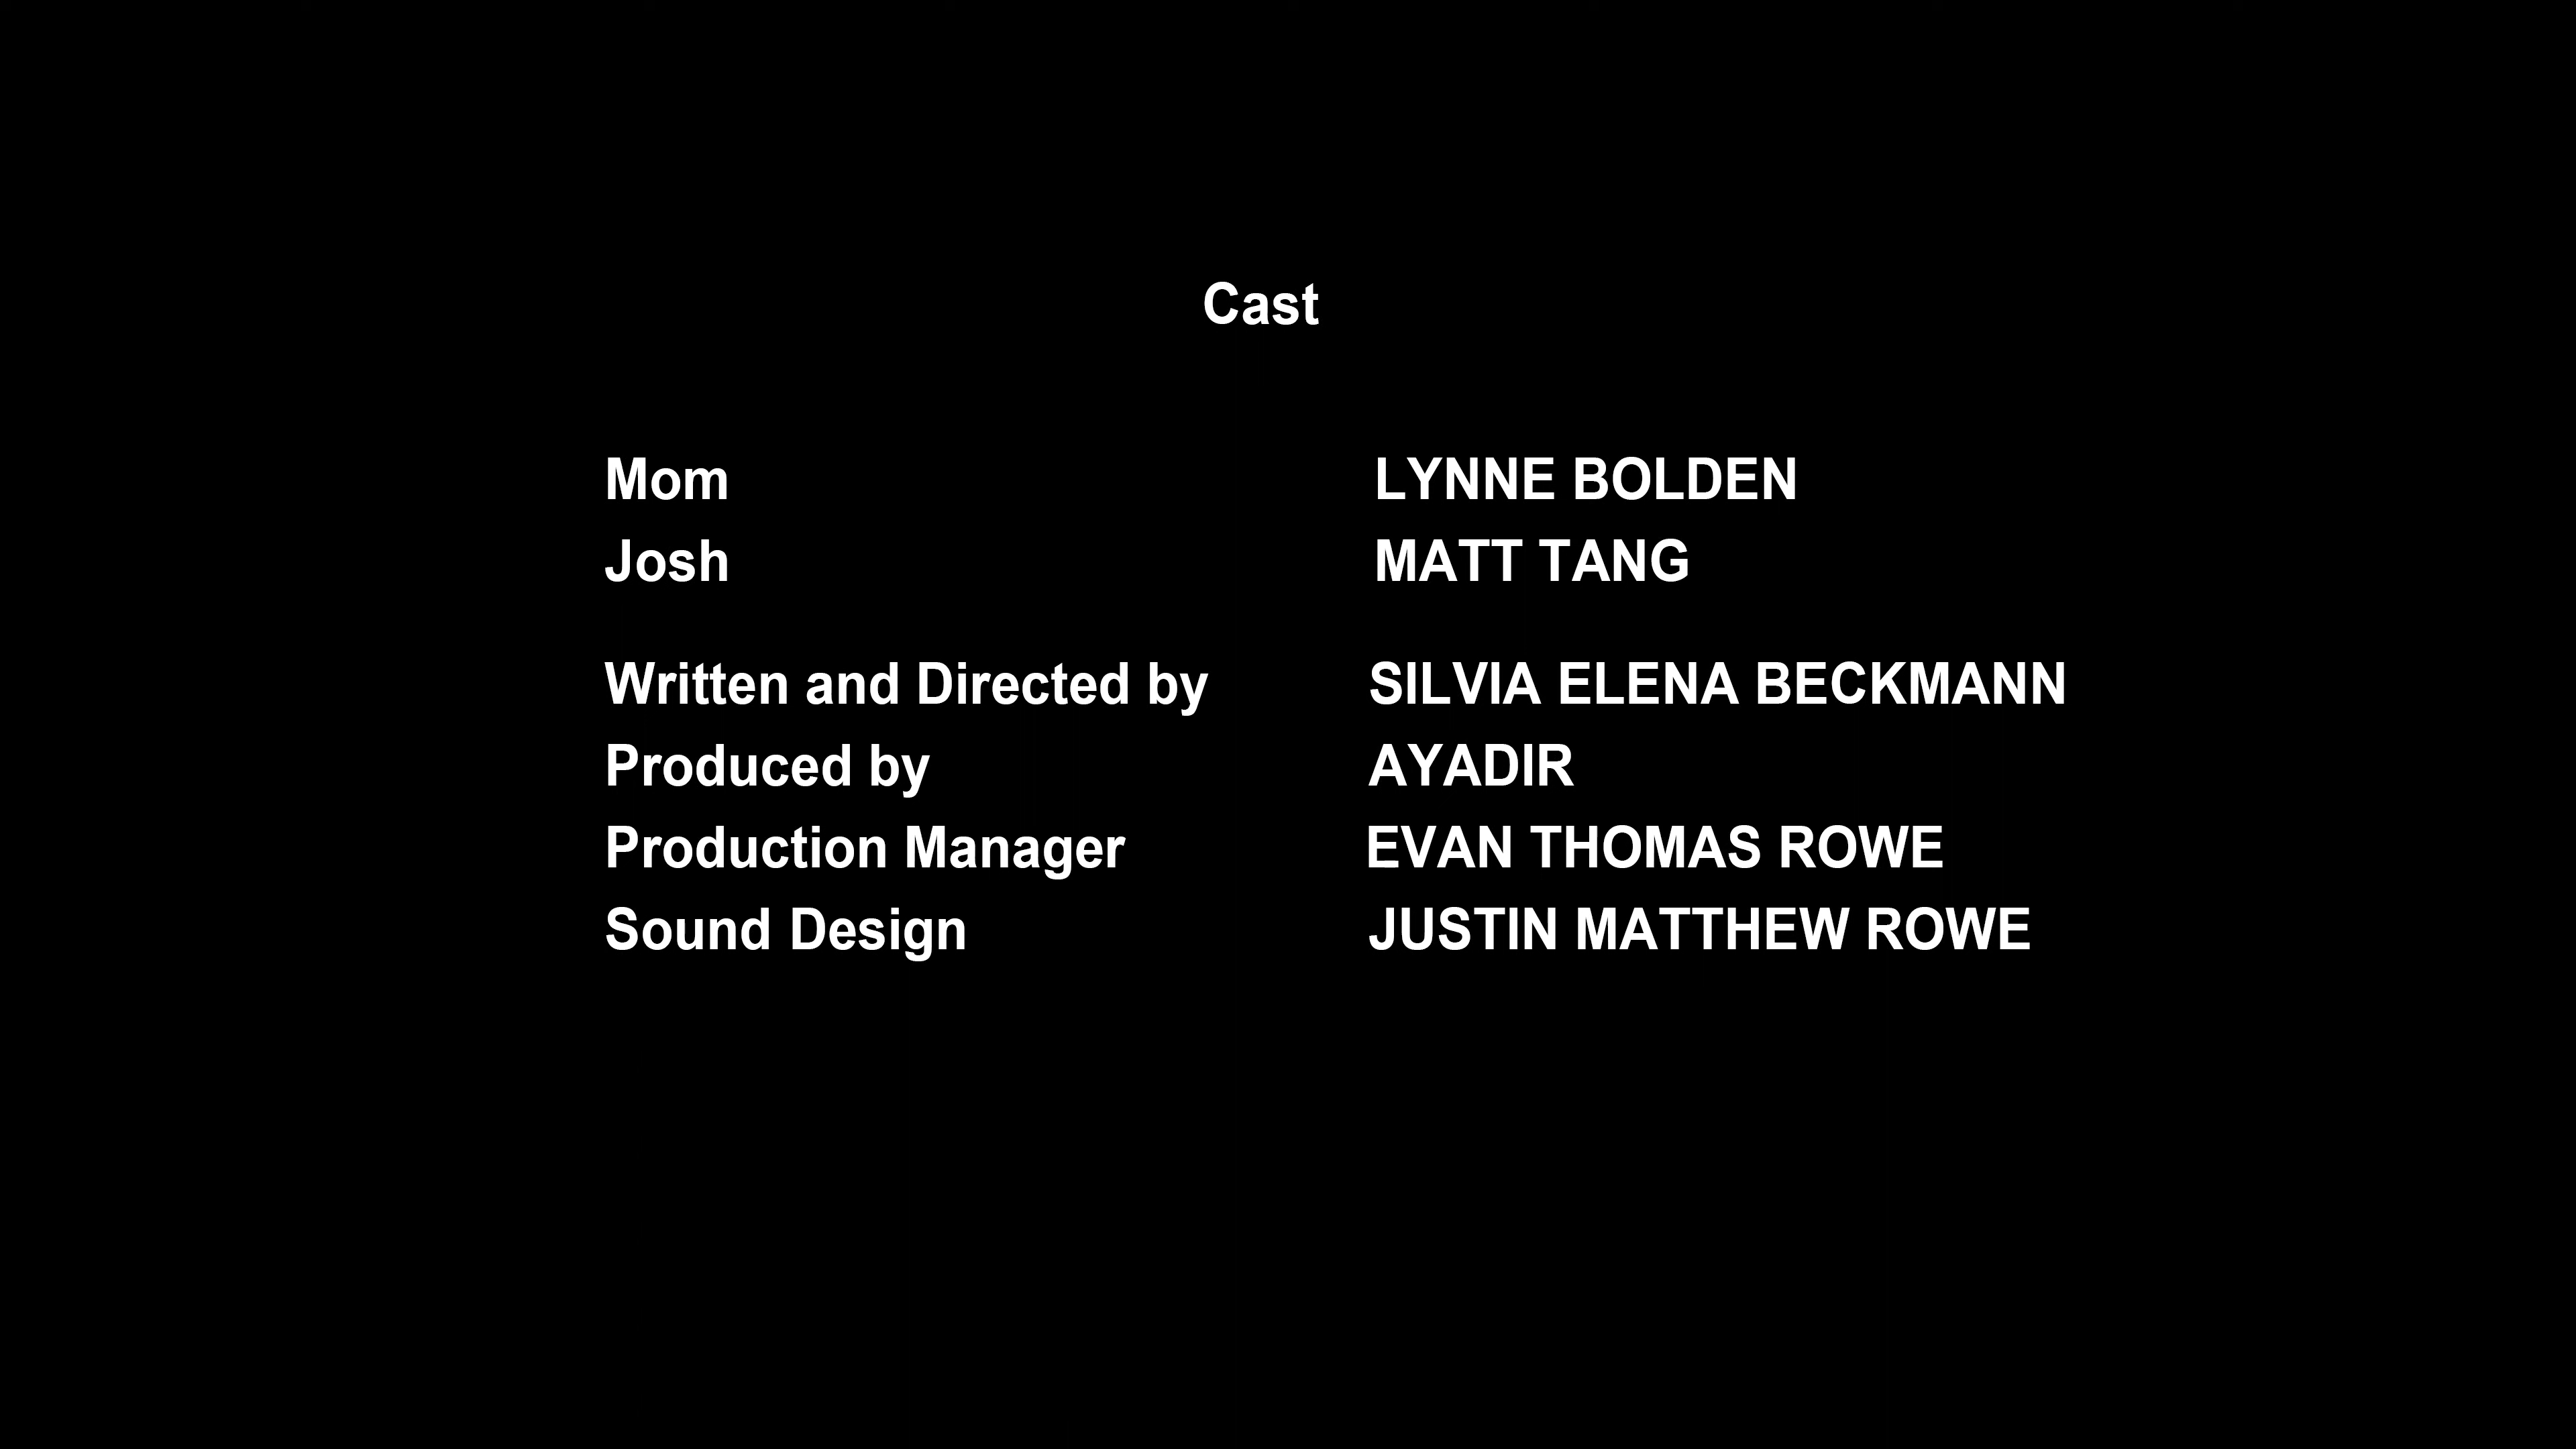 Cast
Mom LYNNE BOLDEN
Josh MATT TANG
Written and Directed by SILVIA ELENA BECKMANN
Produced by AYADIR
Production Manager EVAN THOMAS ROWE
Sound Design JUSTIN MATTHEW ROWE